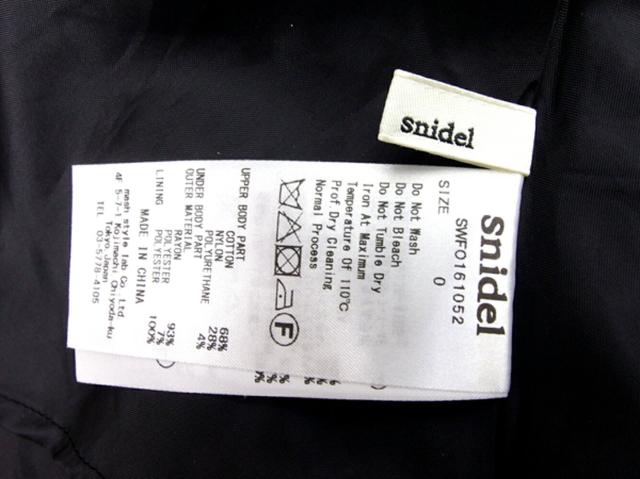 snidel
snidel
SWFO161052
SIZE 0
Do Not Wash
Do Not Bleach
Do Not Tumble Dry
Iron At Maximum
Temperature Of 110℃
Prof.Dry Cleaning
Normal Process
F
UPPER BODY PART
COTTON 68%
NYLON 28%
POLYURETHANE 4%
UNDER BODY PART
OUTER MATERIAL
RAYON 93%
POLYESTER 7%
LINING
POLYESTER 100%
MADE IN CHINA
mash style lab Co.,Ltd.
4F 5-7-1 Kojimachi Chiyoda-ku
Tokyo Japan
TEL 03-5778-4105